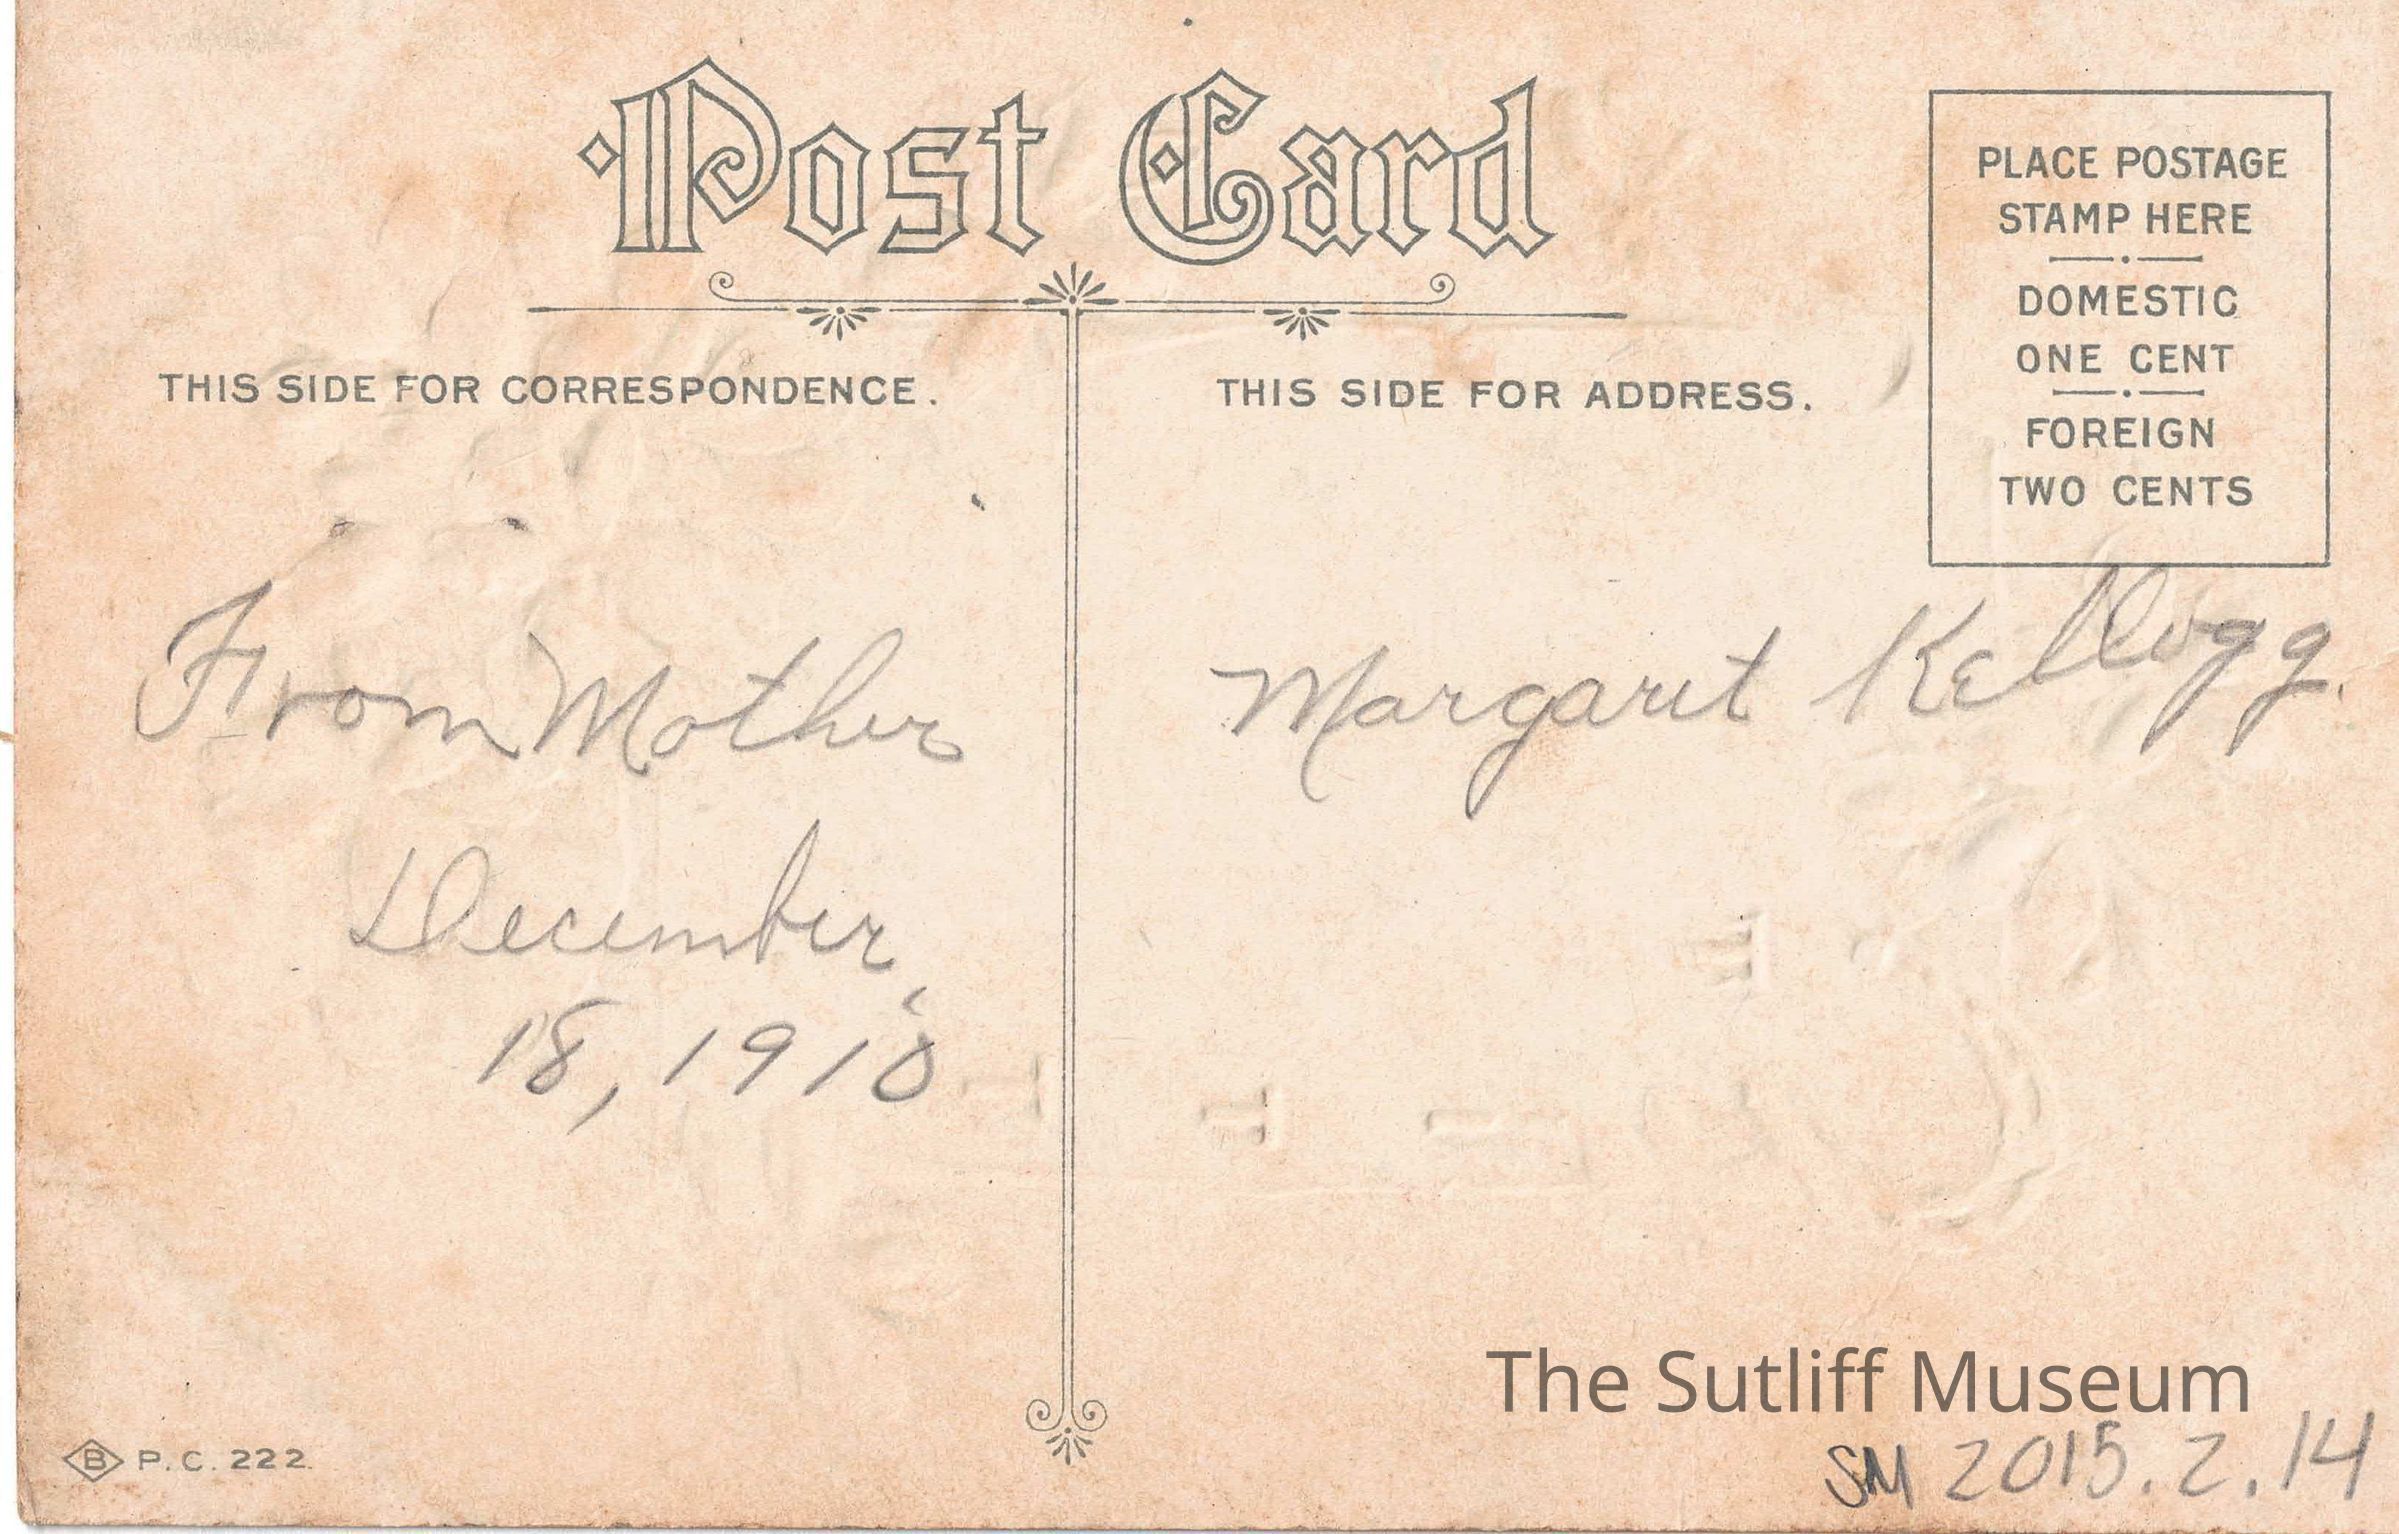 Post Card
PLACE POSTAGE
STAMP HERE
DOMESTIC
ONE CENT
FOREIGN
TWO CENTS
THIS SIDE FOR CORRESPONDENCE.
THIS SIDE FOR ADDRESS.
From Mother
December
18, 1910
Margaret Kellogg.
B P.C. 222
The Sutliff Museum
SM 2015.2.14